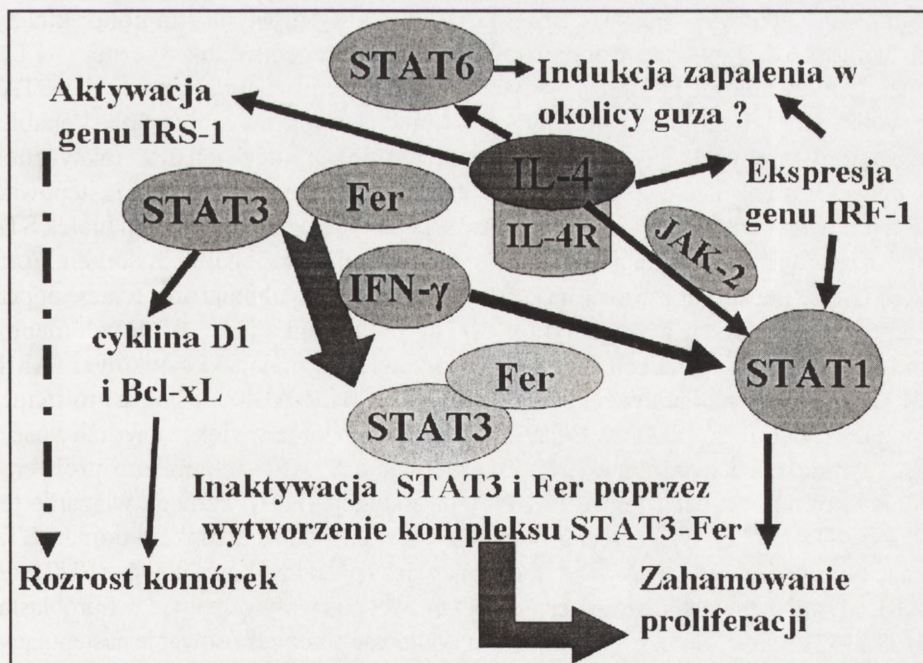 STAT6
Indukcja zapalenia w
okolicy guza ?
Aktywacja
genu IRS-1
IL-4
IL-4R
Ekspresja
genu IRF-1
STAT3
Fer
JAK-2
IFN-γ
cyklina D1
i Bcl-xL
Fer
STAT3
STAT1
Inaktywacja STAT3 i Fer poprzez
wytworzenie kompleksu STAT3-Fer
Rozrost komórek
Zahamowanie
proliferacji